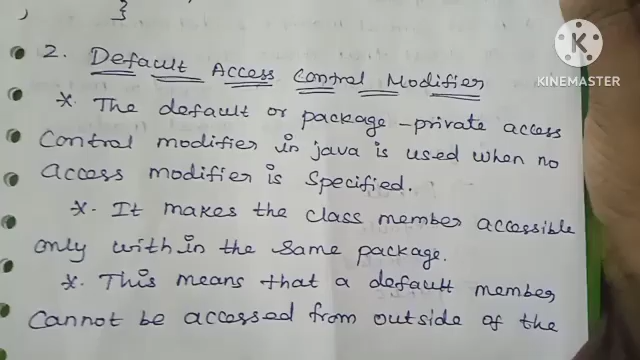 }
2. Default Access Control Modifier
*. The default or package-private access
control modifier in java is used when no
access modifier is specified.
*. It makes the class member accessible
only with in the same package.
*. This means that a default member
cannot be accessed from outside of the
KINEMASTER